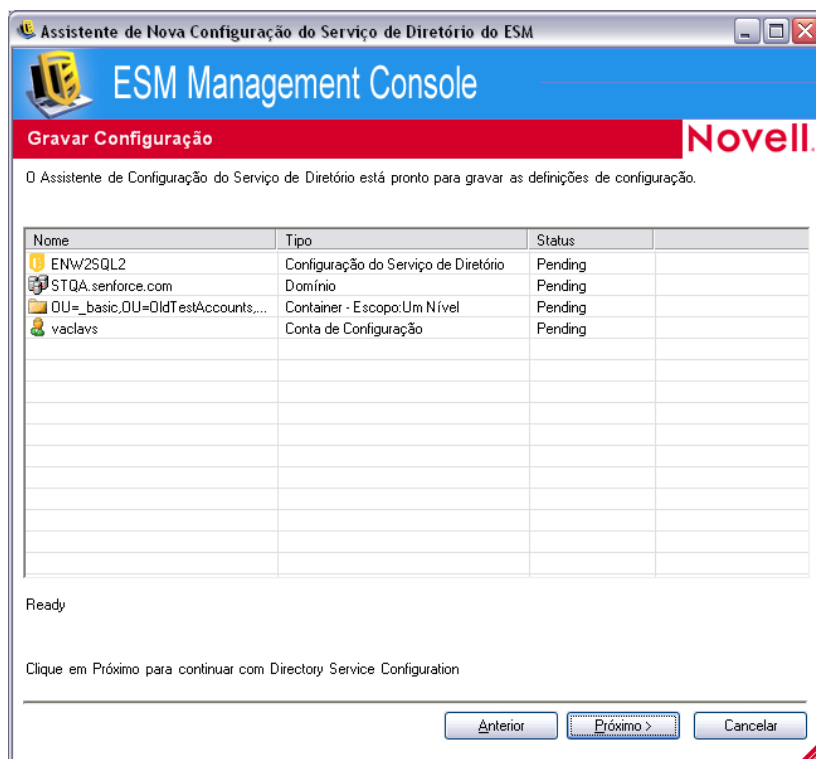 Assistente de Nova Configuração do Serviço de Diretório do ESM
ESM Management Console
Gravar Configuração
Novell.
O Assistente de Configuração do Serviço de Diretório está pronto para gravar as definições de configuração.
Nome Tipo Status
ENW2SQL2 Configuração do Serviço de Diretório Pending
STQA.senforce.com Domínio Pending
OU=_basic,OU=OldTestAccounts,... Container - Escopo:Um Nível Pending
vaclavs Conta de Configuração Pending
Ready
Clique em Próximo para continuar com Directory Service Configuration
Anterior Próximo > Cancelar